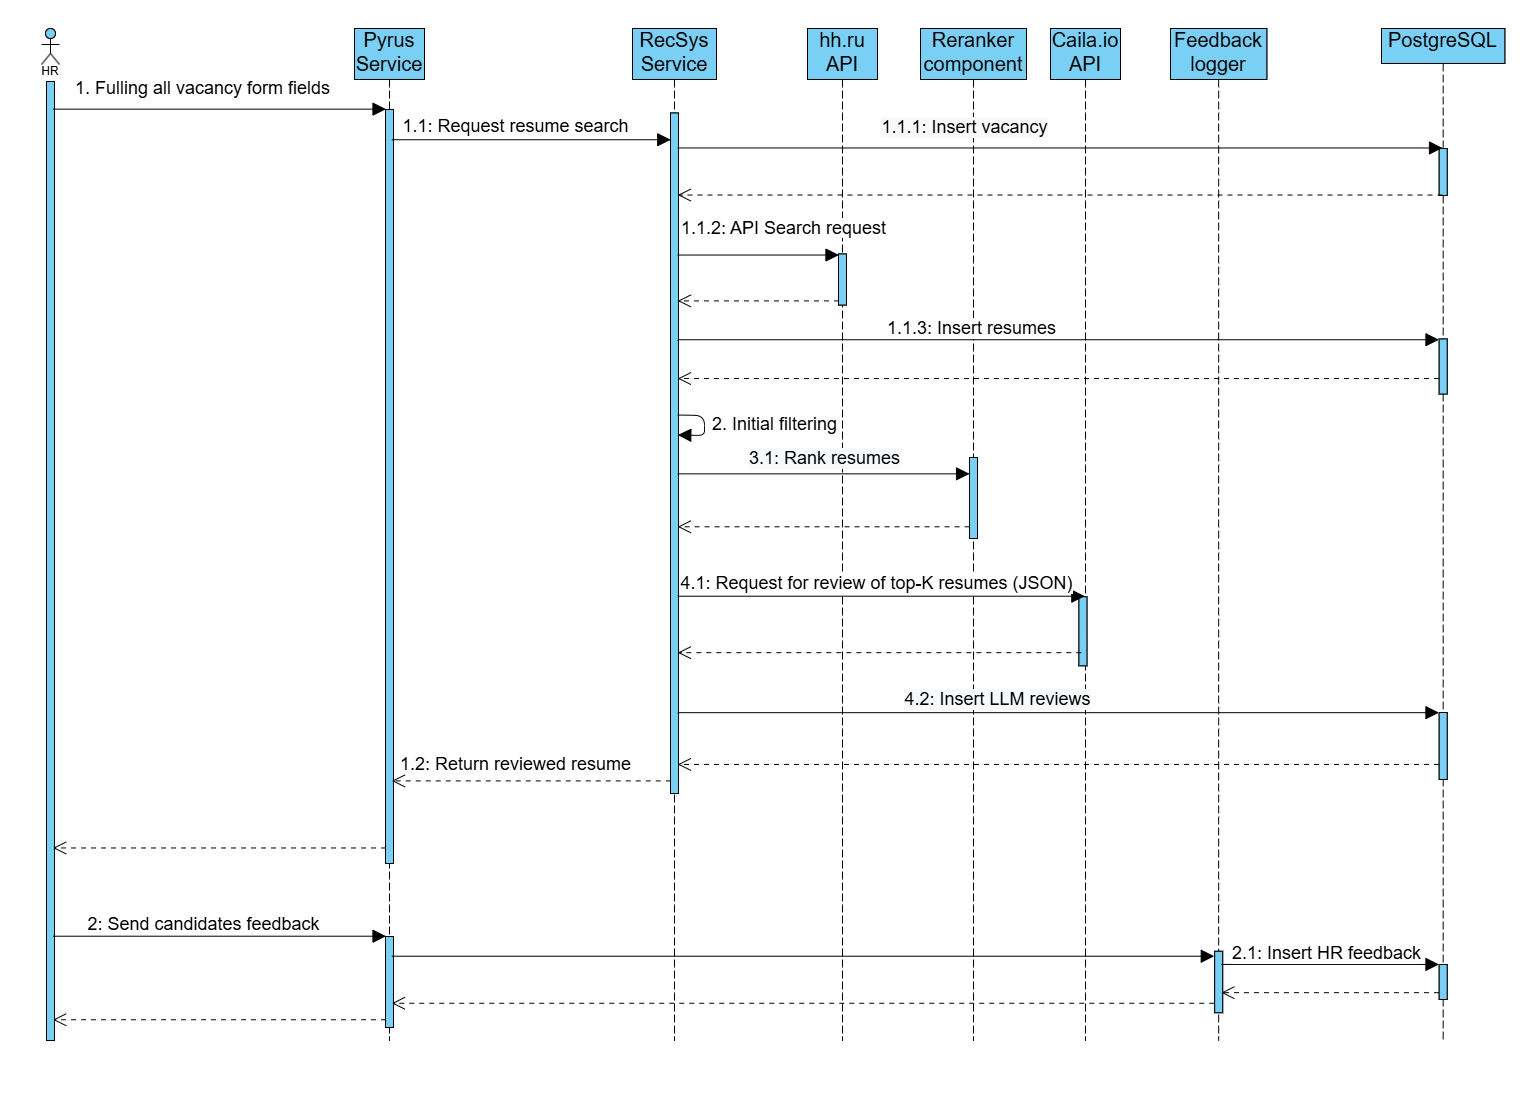 HR
Pyrus
Service
RecSys
Service
hh.ru
API
Reranker
component
Caila.io
API
Feedback
logger
PostgreSQL
1. Fulling all vacancy form fields
1.1: Request resume search
1.1.1: Insert vacancy
1.1.2: API Search request
1.1.3: Insert resumes
2. Initial filtering
3.1: Rank resumes
4.1: Request for review of top-K resumes (JSON)
4.2: Insert LLM reviews
1.2: Return reviewed resume
2: Send candidates feedback
2.1: Insert HR feedback